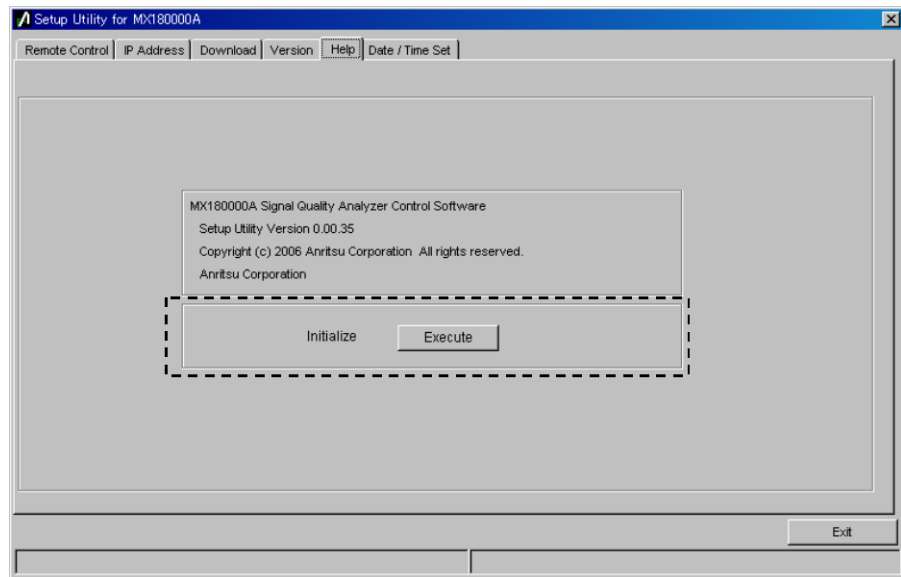 Setup Utility for MX180000A
Remote Control IP Address Download Version Help Date / Time Set
MX180000A Signal Quality Analyzer Control Software
Setup Utility Version 0.00.35
Copyright (c) 2006 Anritsu Corporation All rights reserved.
Anritsu Corporation
Initialize Execute
Exit